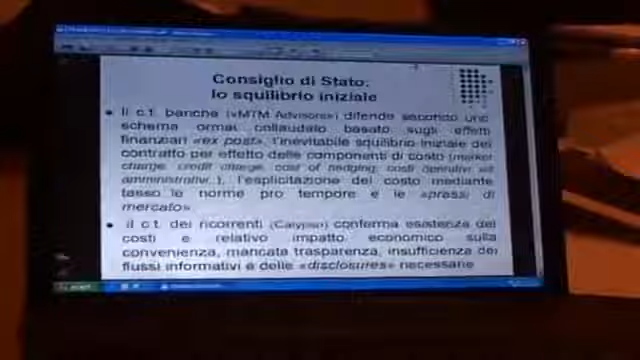 Consiglio di Stato:
lo squilibrio iniziale
Il c.t. banche («MTM Advisors») difende secondo uno
schema ormai collaudato basato sugli effetti
finanziari «ex post», l'inevitabile squilibrio iniziale del
contratto per effetto delle componenti di costo (market
charge, credit charge, cost of hedging, costi operativi ed
amministrativi..), l'esplicitazione del costo mediante
tasso le norme pro tempore e le «prassi di
mercato»
Il c.t. dei ricorrenti (Calypso) conferma esistenza dei
costi e relativo impatto economico sulla
convenienza, mancata trasparenza, insufficienza dei
flussi informativi e delle «disclosures» necessarie